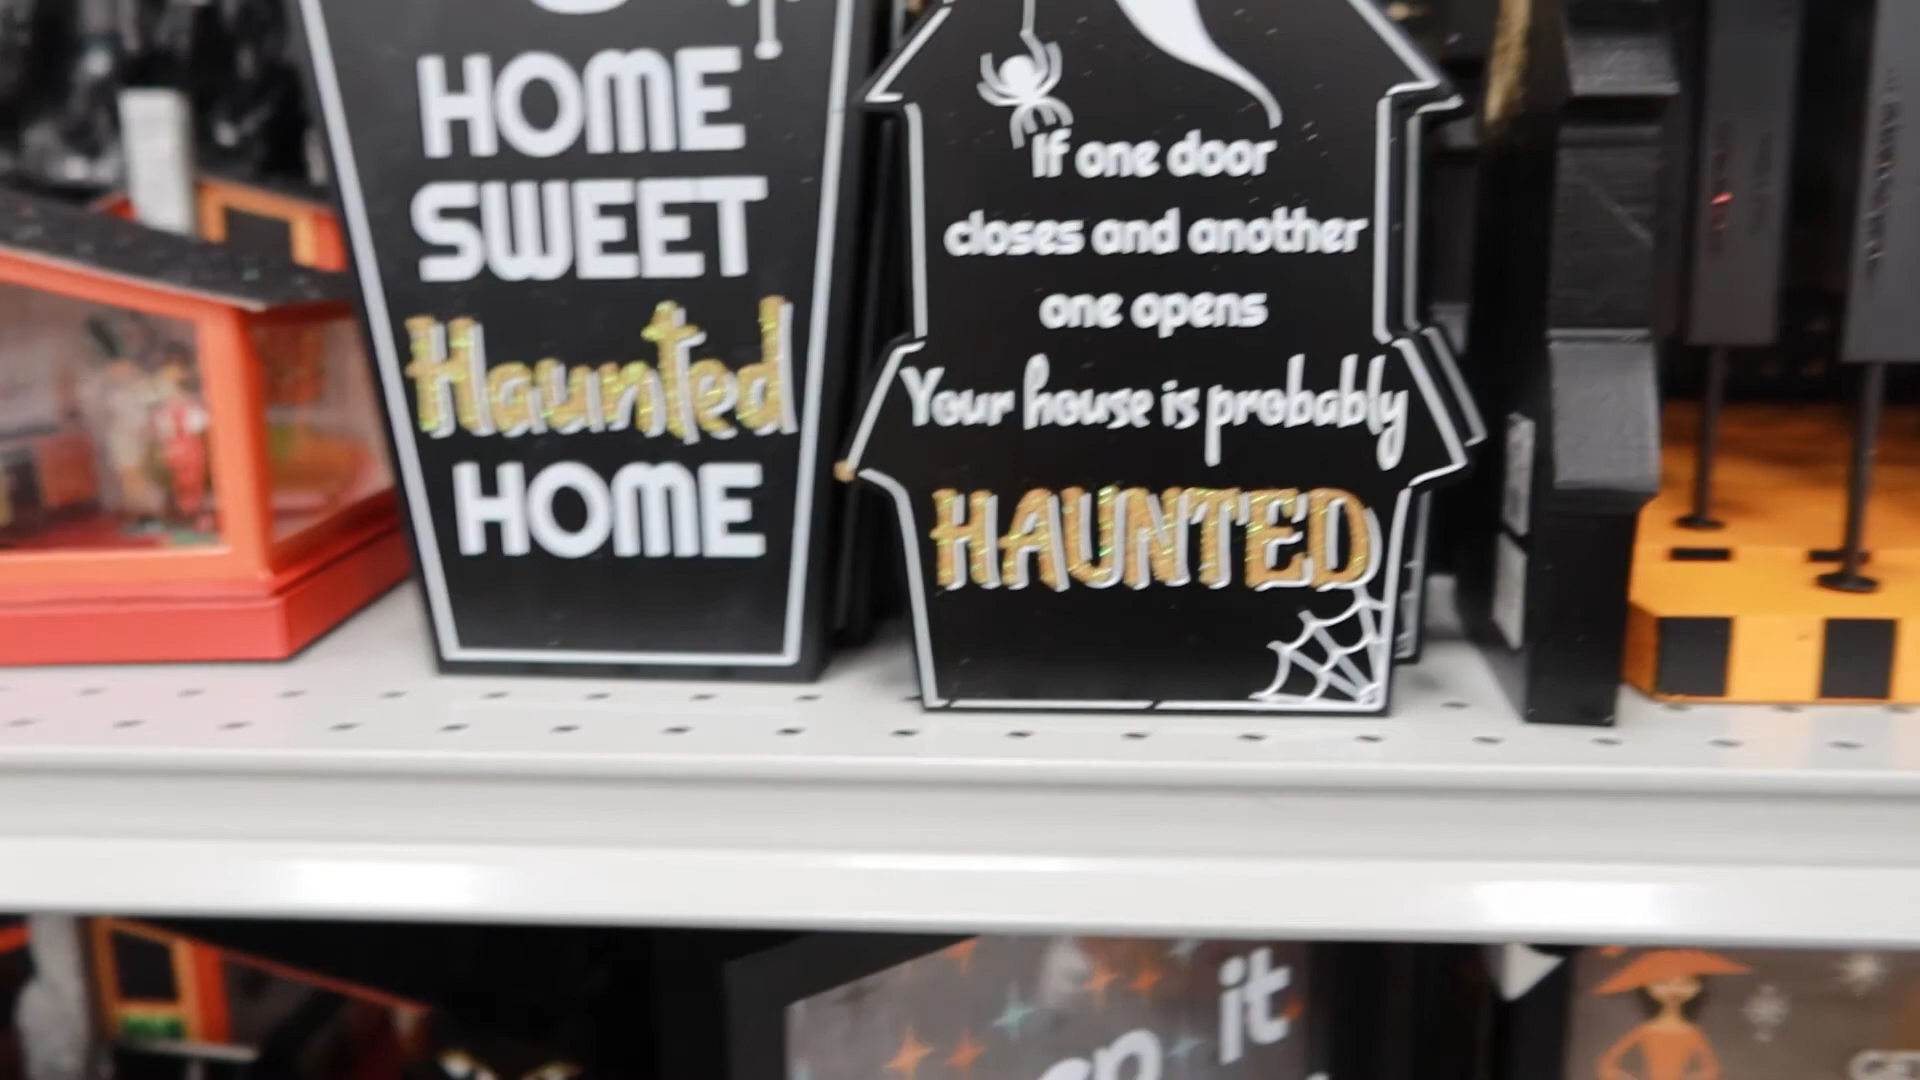 HOME
SWEET
Haunted
HOME
If one door
closes and another
one opens
Your house is probably
HAUNTED
it